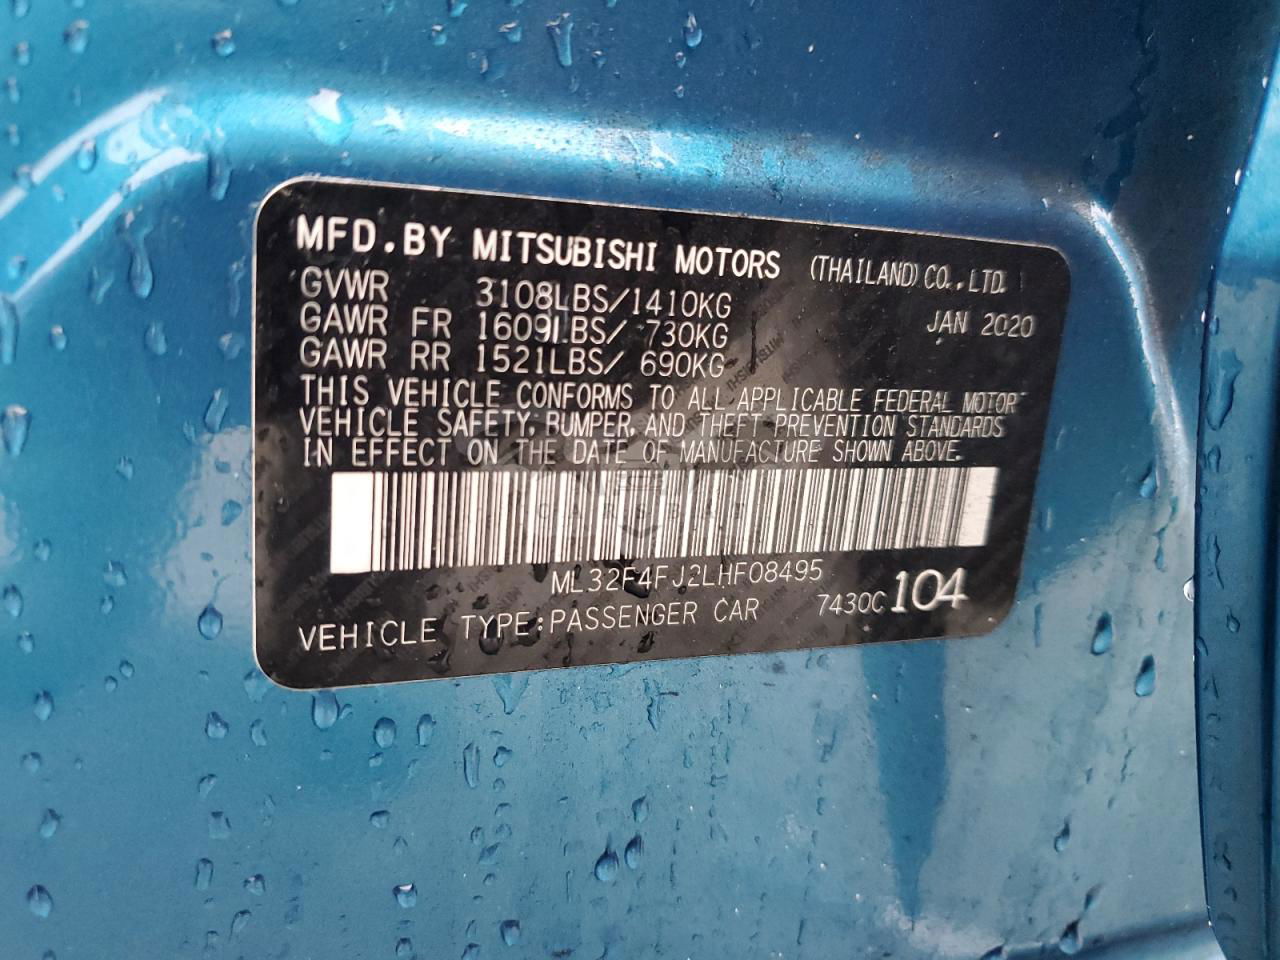 MFD.BY MITSUBISHI MOTORS (THAILAND) CO.,LTD.
GVWR 3108LBS/1410KG JAN 2020
GAWR FR 1609LBS/ 730KG
GAWR RR 1521LBS/ 690KG
THIS VEHICLE CONFORMS TO ALL APPLICABLE FEDERAL MOTOR
VEHICLE SAFETY, BUMPER, AND THEFT PREVENTION STANDARDS
IN EFFECT ON THE DATE OF MANUFACTURE SHOWN ABOVE.
ML32F4FJ2LHF08495
VEHICLE TYPE:PASSENGER CAR 7430C 104